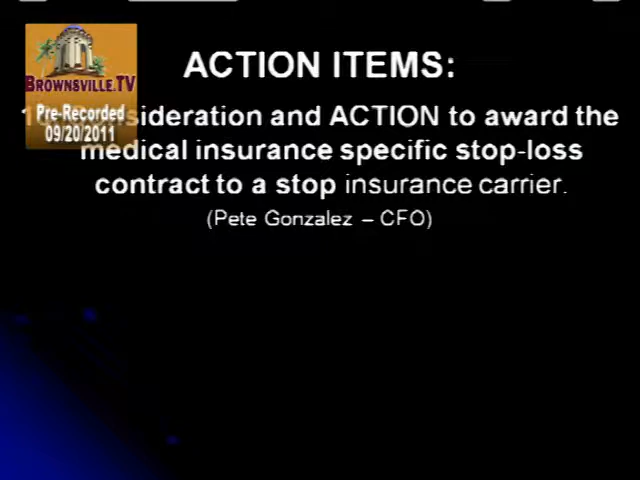 ACTION ITEMS:
BROWNSVILLE.TV
Pre-Recorded
09/20/2011
and ACTION to award the
medical insurance specific stop-loss
contract to a stop insurance carrier.
(Pete Gonzalez – CFO)